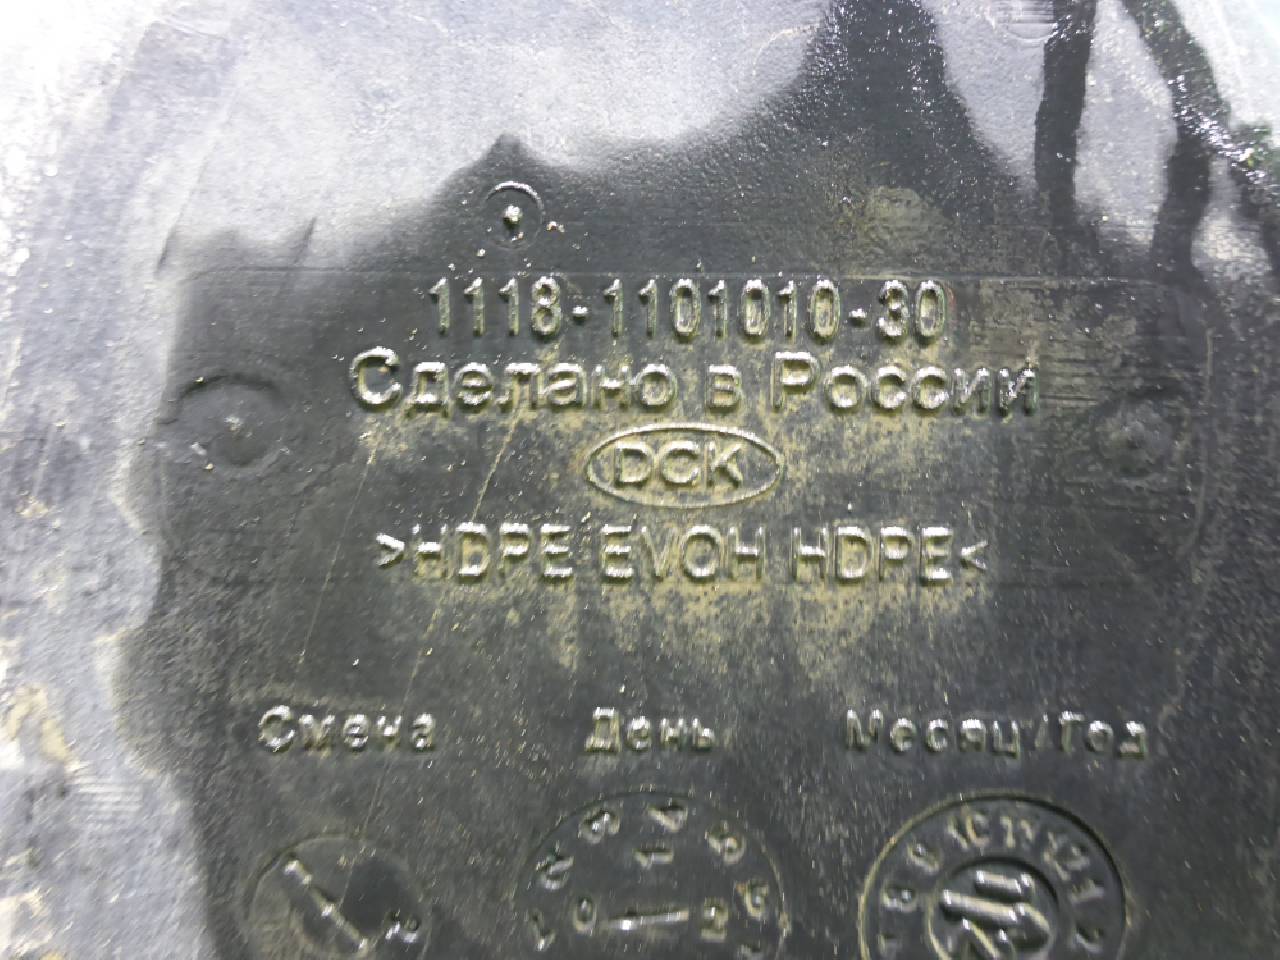 1118-1101010-30
Сделано в России
DCK
>HDPE EVOH HDPE<
Смена День Месяц/Год